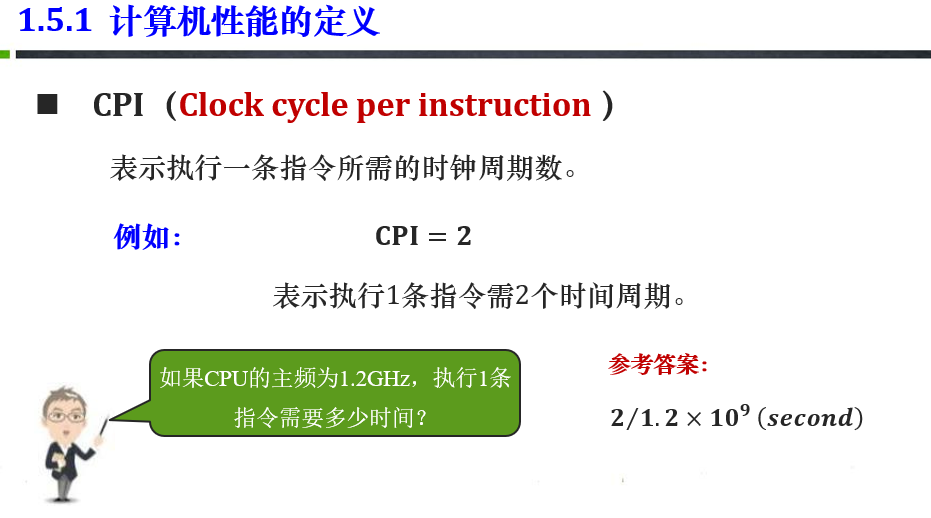 1.5.1 计算机性能的定义
■ CPI（Clock cycle per instruction ）
表示执行一条指令所需的时钟周期数。
例如： CPI = 2
表示执行1条指令需2个时间周期。
如果CPU的主频为1.2GHz，执行1条
指令需要多少时间？
参考答案：
2/1.2 × 10⁹ (second)